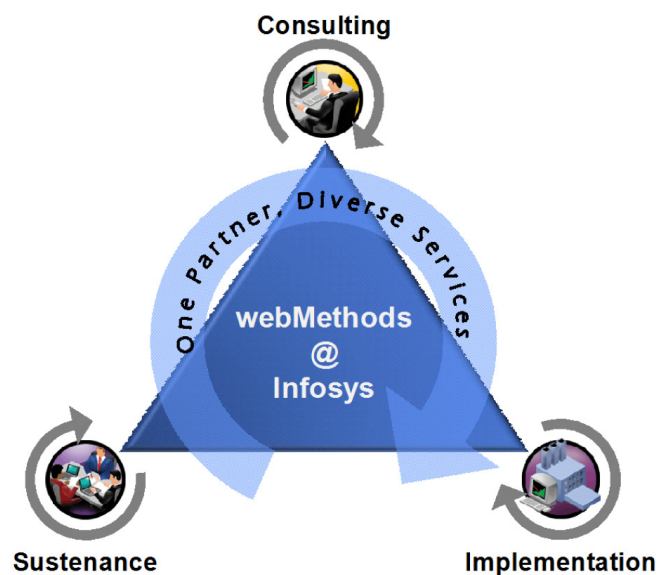 Consulting
One Partner, Diverse Services
webMethods
@
Infosys
Sustenance
Implementation